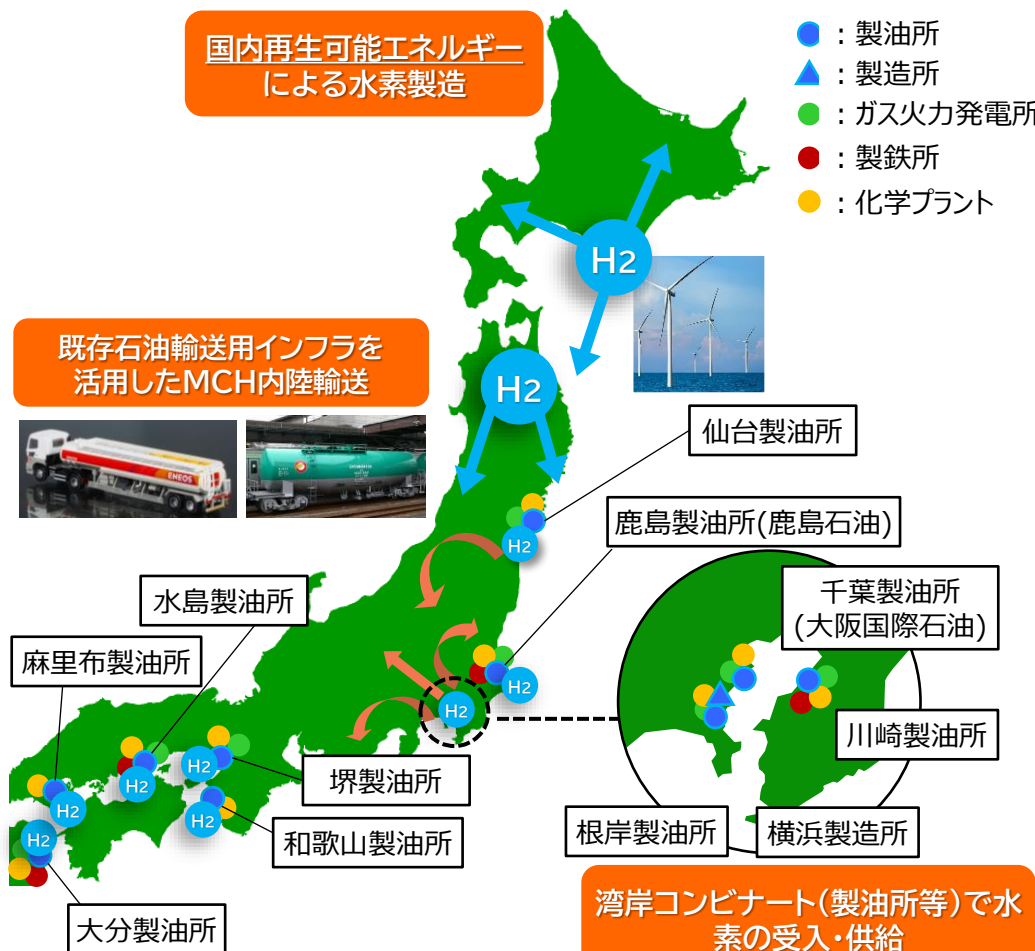 国内再生可能エネルギー
による水素製造
：製油所
：製造所
：ガス火力発電所
：製鉄所
：化学プラント
H2
既存石油輸送用インフラを
活用したMCH内陸輸送
ENEOS
H2
仙台製油所
鹿島製油所(鹿島石油)
H2
水島製油所
麻里布製油所
千葉製油所
(大阪国際石油)
H2
H2
川崎製油所
H2
H2
H2
H2
H2
堺製油所
和歌山製油所
根岸製油所
横浜製造所
大分製油所
湾岸コンビナート（製油所等）で水
素の受入・供給